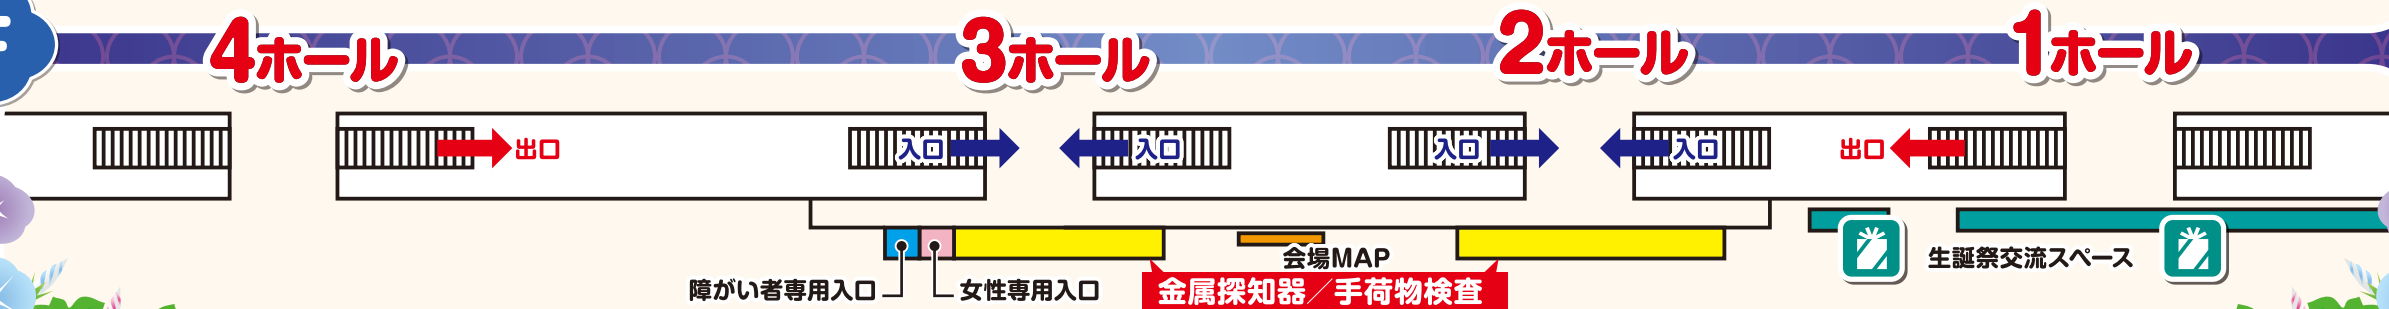 4ホール
3ホール
2ホール
1ホール
出口
入口
入口
入口
入口
出口
会場MAP
生誕祭交流スペース
障がい者専用入口
女性専用入口
金属探知器／手荷物検査